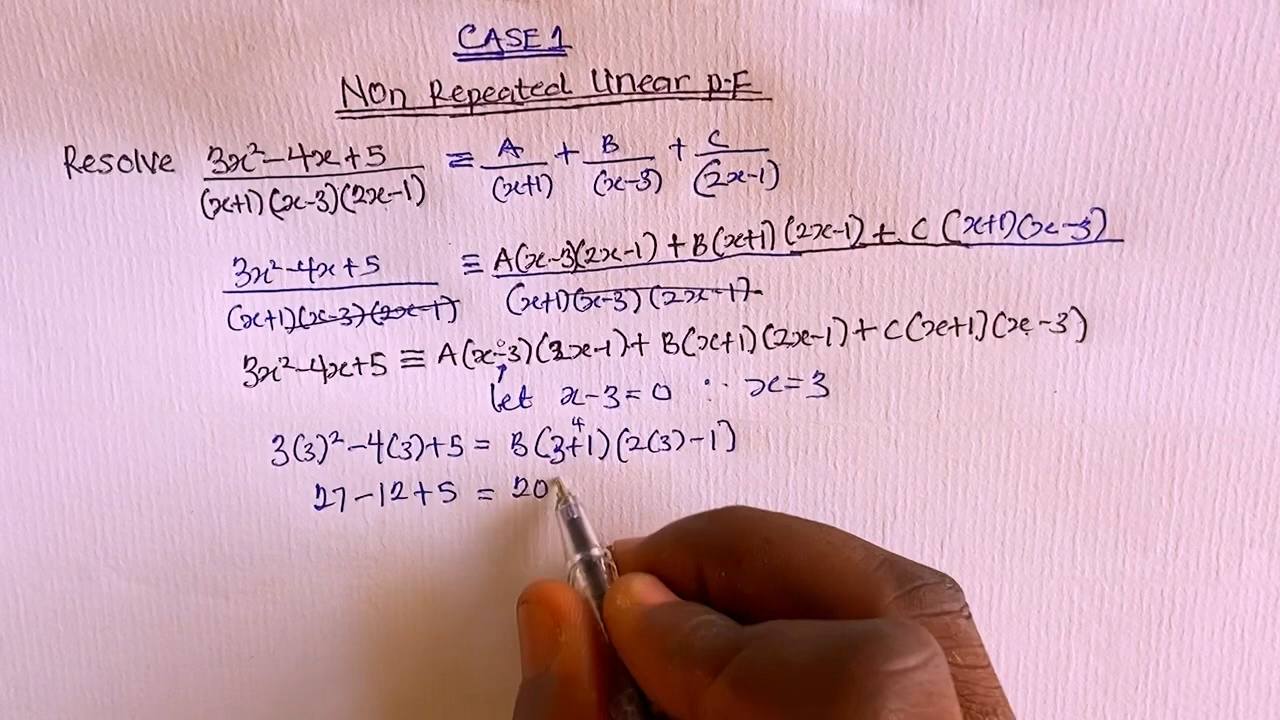 CASE 1
Non Repeated Linear P.F
Resolve (3x²-4x+5)/((x+1)(x-3)(2x-1)) ≡ A/(x+1) + B/(x-3) + C/(2x-1)
(3x²-4x+5)/((x+1)(x-3)(2x-1)) ≡ (A(x-3)(2x-1) + B(x+1)(2x-1) + C(x+1)(x-3))/((x+1)(x-3)(2x-1))
3x²-4x+5 ≡ A(x-3)(2x-1) + B(x+1)(2x-1) + C(x+1)(x-3)
let x-3=0 ∴ x=3
4
3(3)²-4(3)+5 = B(3+1)(2(3)-1)
27-12+5 = 20